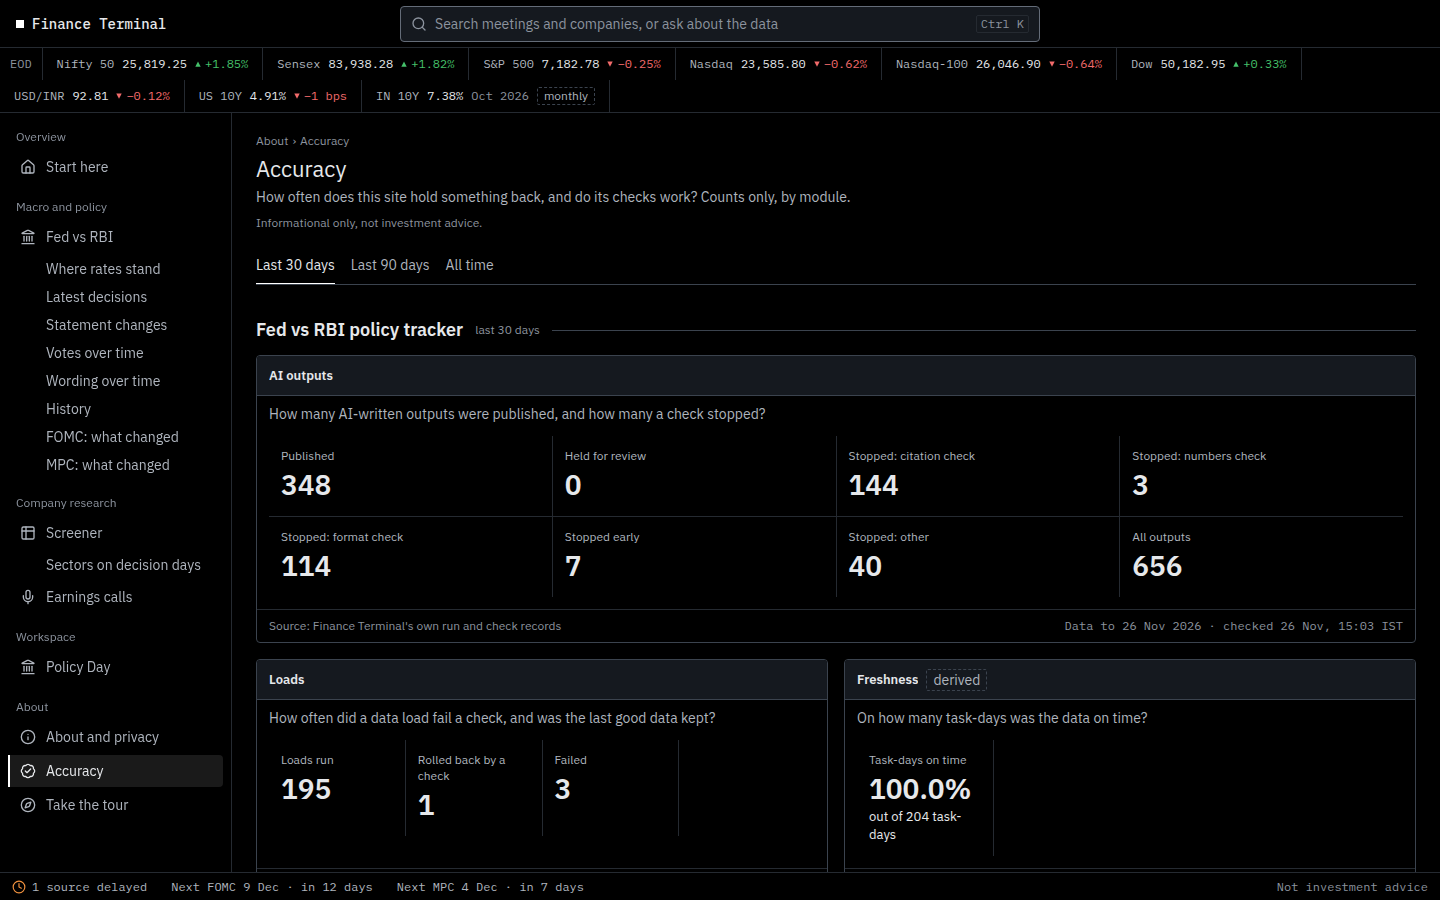 Finance Terminal
Search meetings and companies, or ask about the data
Ctrl K
EOD
Nifty 50 25,819.25 ▲ +1.85%
Sensex 83,938.28 ▲ +1.82%
S&P 500 7,182.78 ▼ −0.25%
Nasdaq 23,585.80 ▼ −0.62%
Nasdaq-100 26,046.90 ▼ −0.64%
Dow 50,182.95 ▲ +0.33%
USD/INR 92.81 ▼ −0.12%
US 10Y 4.91% ▼ −1 bps
IN 10Y 7.38% Oct 2026 monthly
Overview
Start here
Macro and policy
Fed vs RBI
Where rates stand
Latest decisions
Statement changes
Votes over time
Wording over time
History
FOMC: what changed
MPC: what changed
Company research
Screener
Sectors on decision days
Earnings calls
Workspace
Policy Day
About
About and privacy
Accuracy
Take the tour
About › Accuracy
Accuracy
How often does this site hold something back, and do its checks work? Counts only, by module.
Informational only, not investment advice.
Last 30 days
Last 90 days
All time
Fed vs RBI policy tracker last 30 days
AI outputs
How many AI-written outputs were published, and how many a check stopped?
Published
348
Held for review
0
Stopped: citation check
144
Stopped: numbers check
3
Stopped: format check
114
Stopped early
7
Stopped: other
40
All outputs
656
Source: Finance Terminal's own run and check records
Data to 26 Nov 2026 · checked 26 Nov, 15:03 IST
Loads
How often did a data load fail a check, and was the last good data kept?
Loads run
195
Rolled back by a
check
1
Failed
3
Freshness derived
On how many task-days was the data on time?
Task-days on time
100.0%
out of 204 task-
days
1 source delayed
Next FOMC 9 Dec · in 12 days
Next MPC 4 Dec · in 7 days
Not investment advice